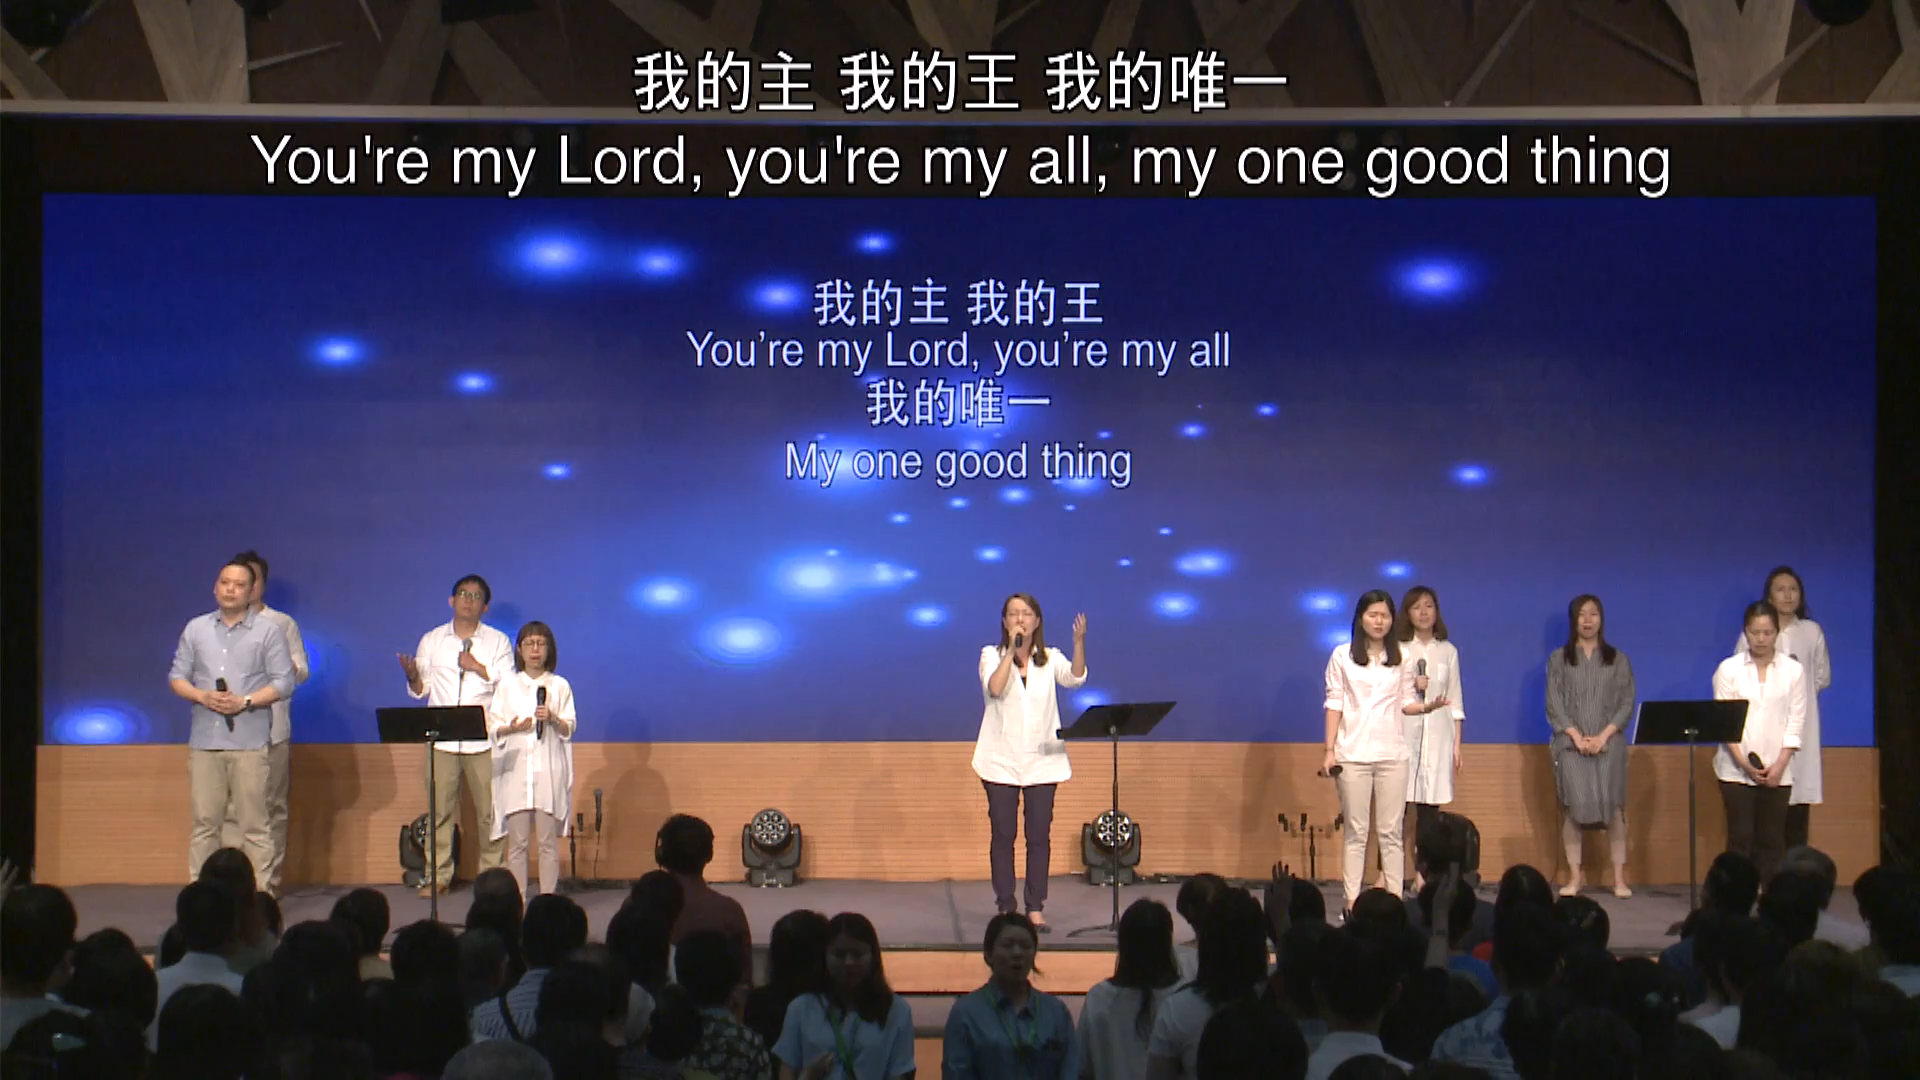 我的主 我的王 我的唯一
You're my Lord, you're my all, my one good thing
我的主 我的王
You’re my Lord, you’re my all
我的唯一
My one good thing